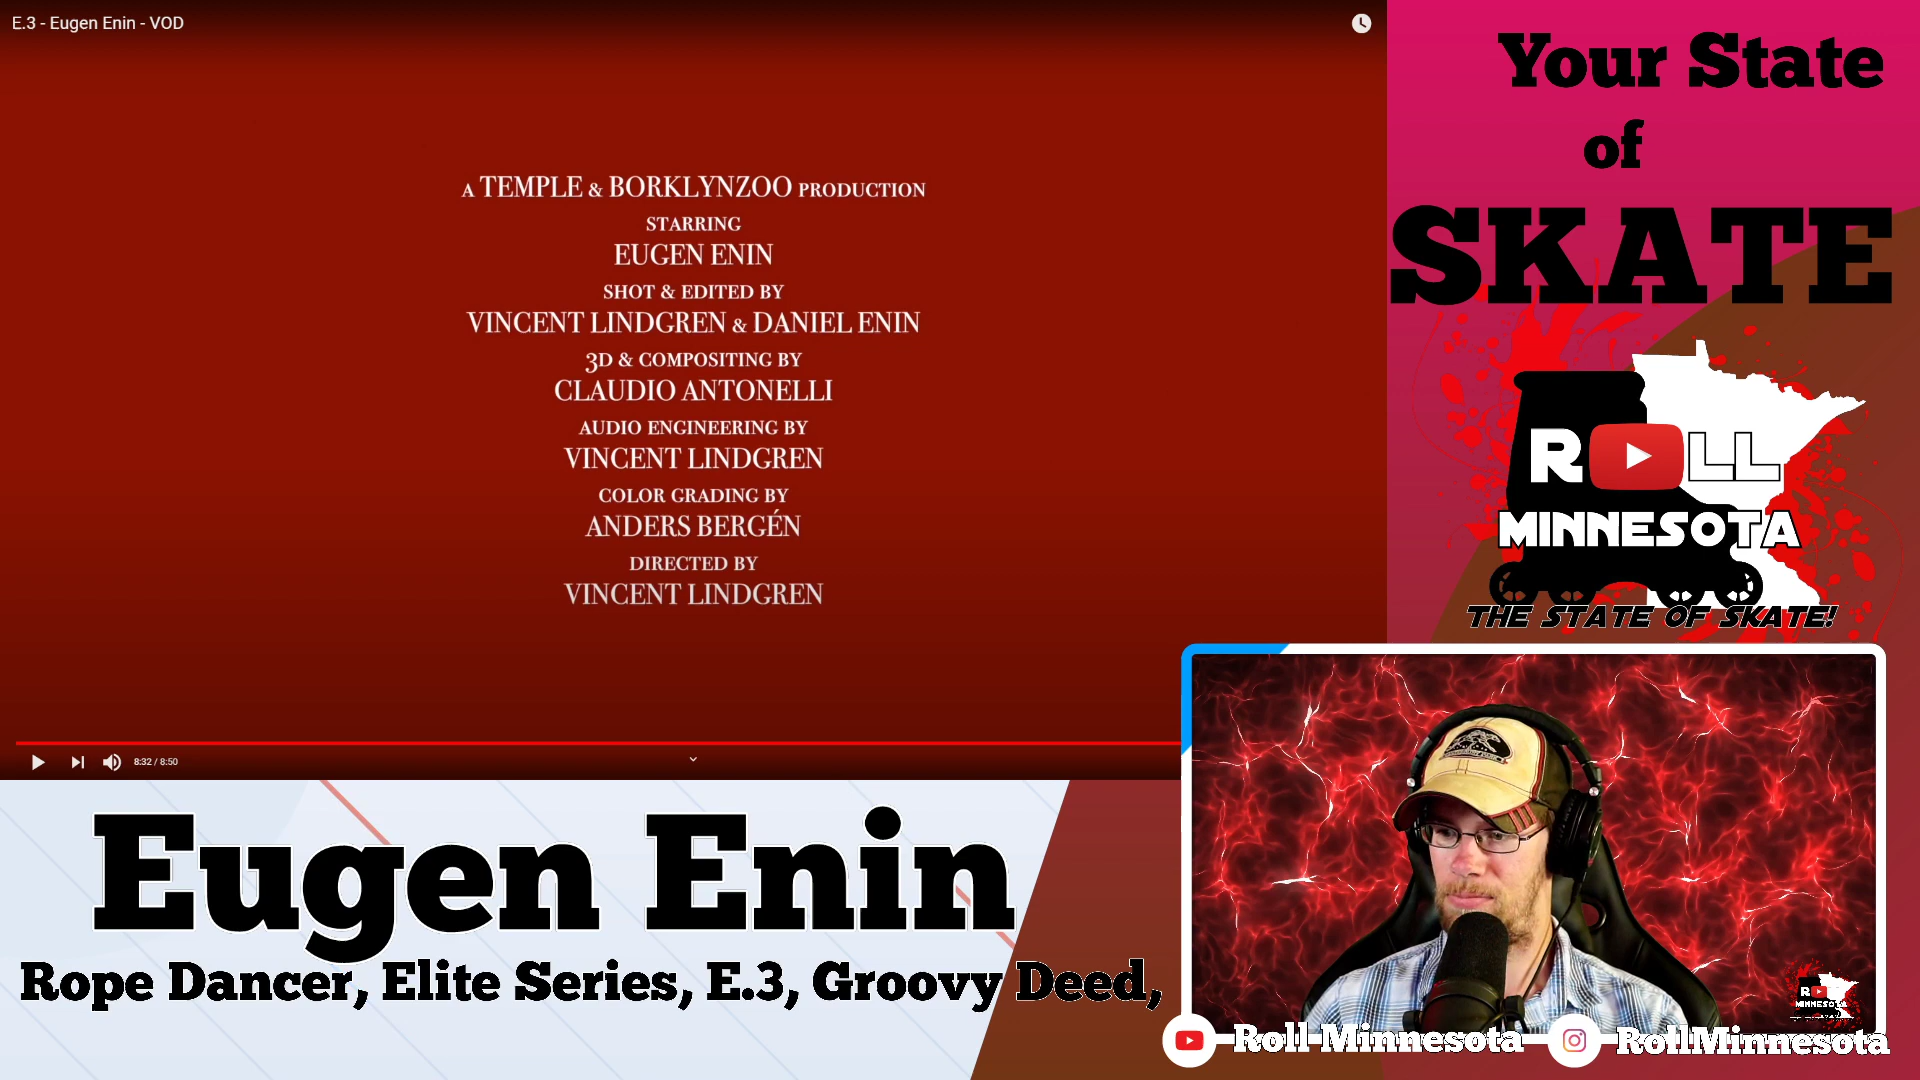 E.3 - Eugen Enin - VOD
A TEMPLE & BORKLYNZOO PRODUCTION
STARRING
EUGEN ENIN
SHOT & EDITED BY
VINCENT LINDGREN & DANIEL ENIN
3D & COMPOSITING BY
CLAUDIO ANTONELLI
AUDIO ENGINEERING BY
VINCENT LINDGREN
COLOR GRADING BY
ANDERS BERGÉN
DIRECTED BY
VINCENT LINDGREN
8:32 / 8:50
Your State
of
SKATE
ROLL
MINNESOTA
THE STATE OF SKATE!
Eugen Enin
Rope Dancer, Elite Series, E.3, Groovy Deed,
ROLL
MINNESOTA
Roll Minnesota
RollMinnesota